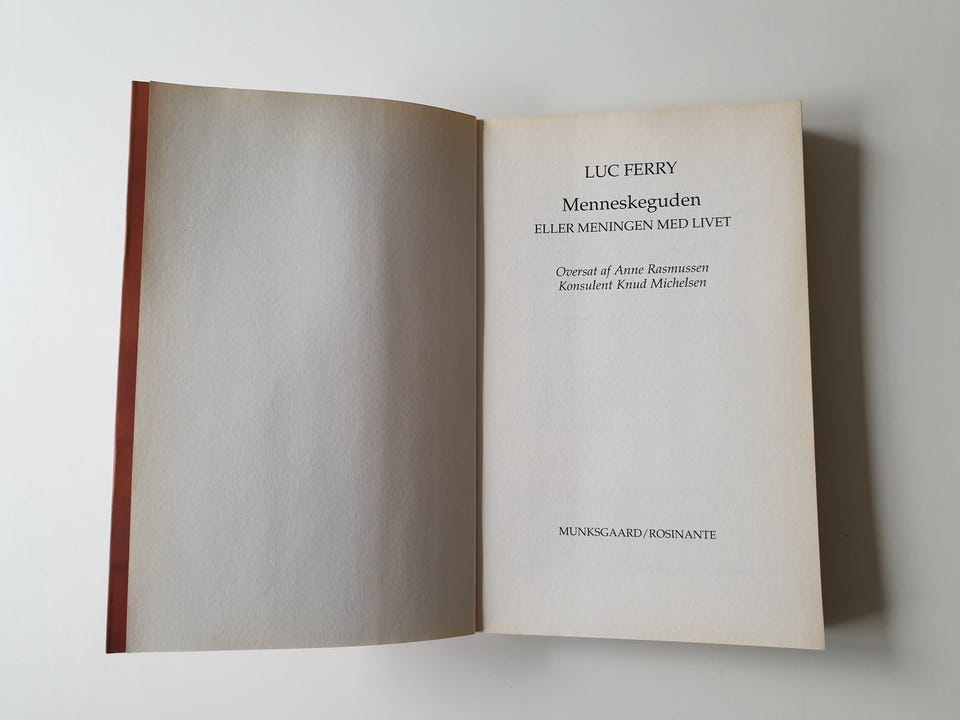 LUC FERRY
Menneskeguden
ELLER MENINGEN MED LIVET
Oversat af Anne Rasmussen
Konsulent Knud Michelsen
MUNKSGAARD/ROSINANTE